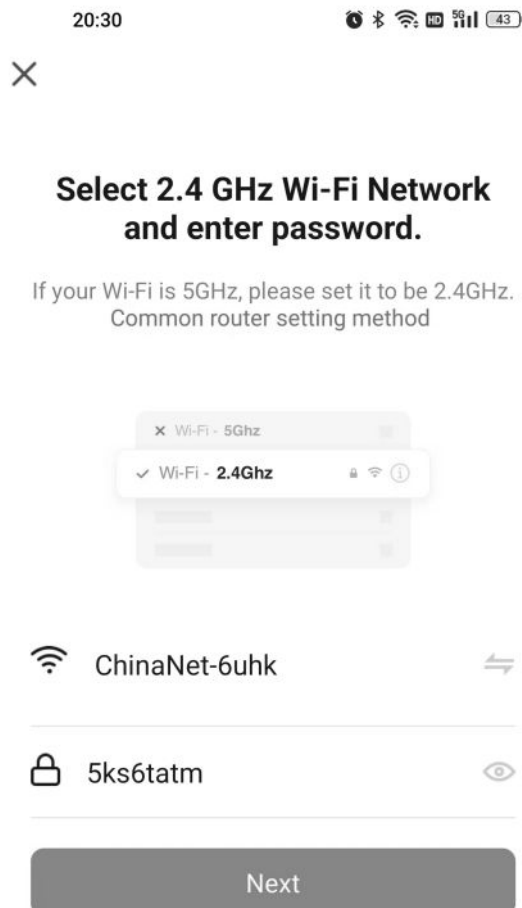 20:30
HD 5G 43
Select 2.4 GHz Wi-Fi Network
and enter password.
If your Wi-Fi is 5GHz, please set it to be 2.4GHz.
Common router setting method
Wi-Fi - 5Ghz
Wi-Fi - 2.4Ghz
ChinaNet-6uhk
5ks6tatm
Next